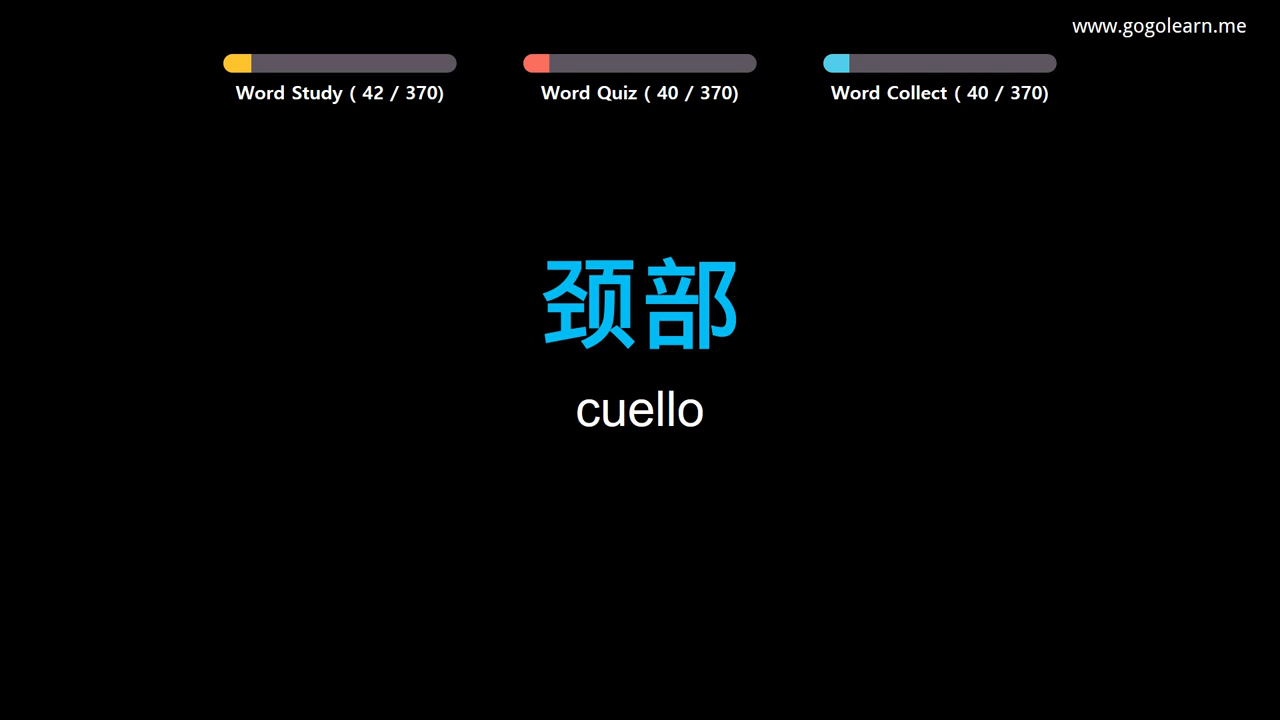 www.gogolearn.me
Word Study ( 42 / 370)
Word Quiz ( 40 / 370)
Word Collect ( 40 / 370)
颈部
cuello